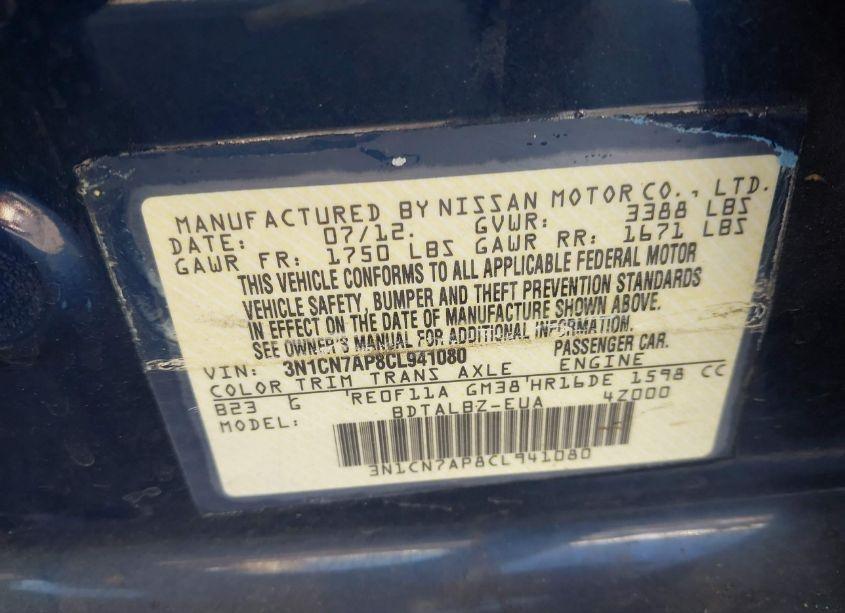 MANUFACTURED BY NISSAN MOTOR CO., LTD.
DATE: 07/12. GVWR: 3388 LBS
GAWR FR: 1750 LBS GAWR RR: 1671 LBS
THIS VEHICLE CONFORMS TO ALL APPLICABLE FEDERAL MOTOR
VEHICLE SAFETY, BUMPER AND THEFT PREVENTION STANDARDS
IN EFFECT ON THE DATE OF MANUFACTURE SHOWN ABOVE.
SEE OWNER'S MANUAL FOR ADDITIONAL INFORMATION.
VIN: 3N1CN7AP8CL941080 PASSENGER CAR.
COLOR TRIM TRANS AXLE ENGINE
B23 G 'REOF11A GM38'HR16DE 1598 CC
MODEL: BDTALBZ-EUA 4Z000
3N1CN7AP8CL941080